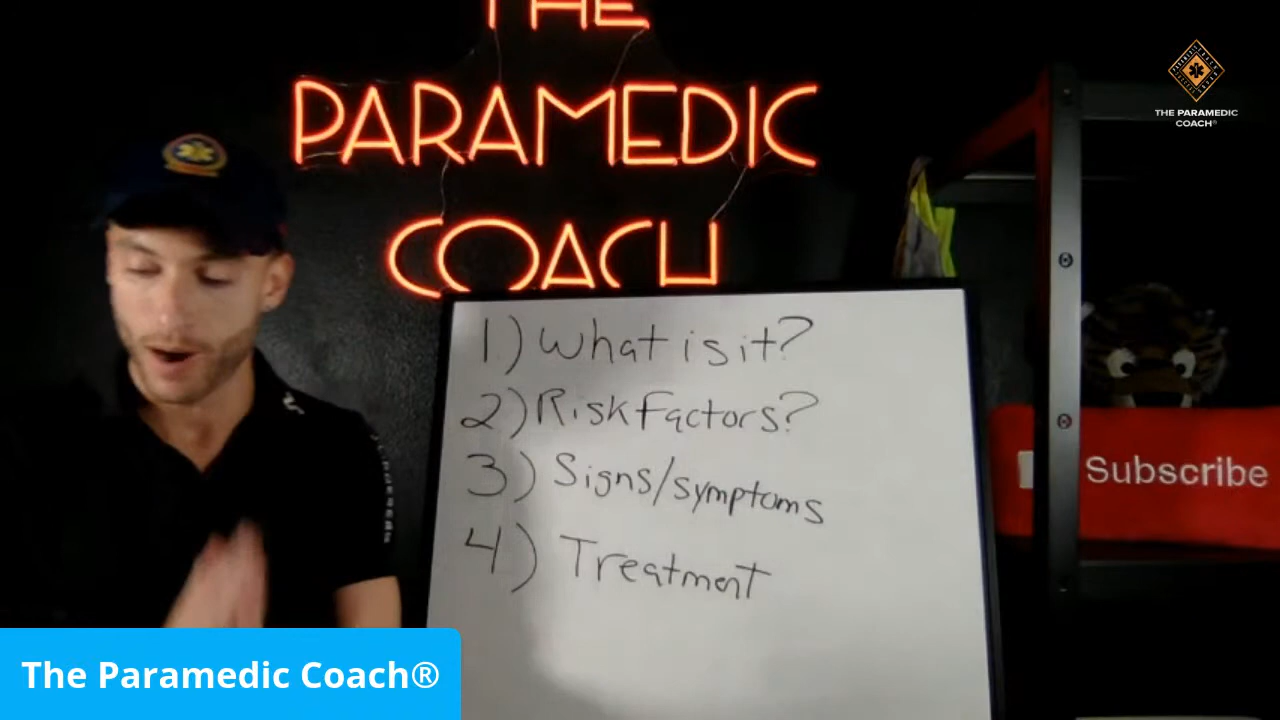 THE
PARAMEDIC
COACH
THE PARAMEDIC
COACH®
1) What is it?
2) Risk Factors?
3) Signs/symptoms
4) Treatment
Subscribe
The Paramedic Coach®